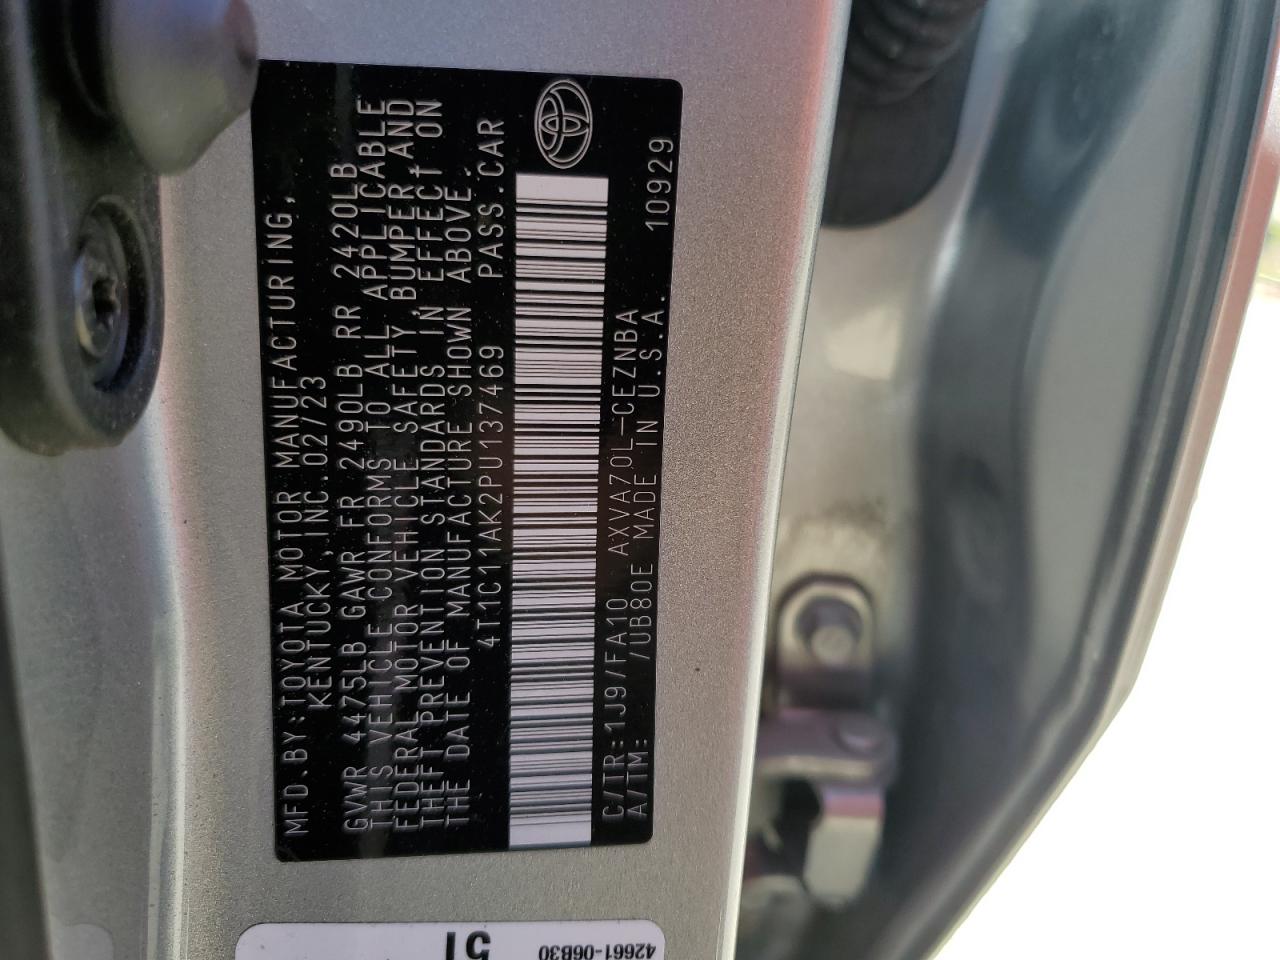 MFD.BY:TOYOTA MOTOR MANUFACTURING,
KENTUCKY,INC.02/23
GVWR 4475LB GAWR FR 2490LB RR 2420LB
THIS VEHICLE CONFORMS TO ALL APPLICABLE
FEDERAL MOTOR VEHICLE SAFETY,BUMPER,AND
THEFT PREVENTION STANDARDS IN EFFECT ON
THE DATE OF MANUFACTURE SHOWN ABOVE.
4T1C11AK2PU137469 PASS.CAR
C/TR:1J9/FA10 AXVA70L-CEZNBA 10929
A/TM: /UB80E MADE IN U.S.A.
51
42661-06B30